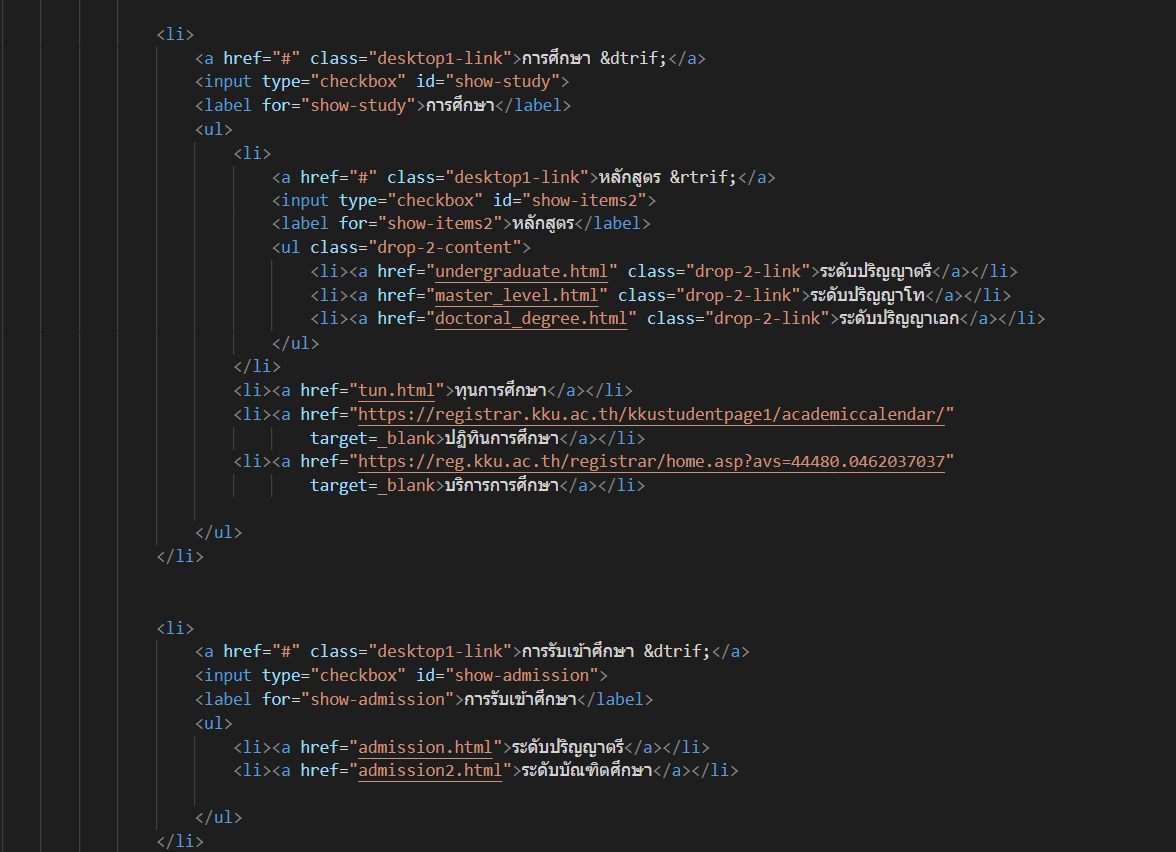 <li>
<a href="#" class="desktop1-link">การศึกษา &dtrif;</a>
<input type="checkbox" id="show-study">
<label for="show-study">การศึกษา</label>
<ul>
<li>
<a href="#" class="desktop1-link">หลักสูตร &rtrif;</a>
<input type="checkbox" id="show-items2">
<label for="show-items2">หลักสูตร</label>
<ul class="drop-2-content">
<li><a href="undergraduate.html" class="drop-2-link">ระดับปริญญาตรี</a></li>
<li><a href="master_level.html" class="drop-2-link">ระดับปริญญาโท</a></li>
<li><a href="doctoral_degree.html" class="drop-2-link">ระดับปริญญาเอก</a></li>
</ul>
</li>
<li><a href="tun.html">ทุนการศึกษา</a></li>
<li><a href="https://registrar.kku.ac.th/kkustudentpage1/academiccalendar/"
target=_blank>ปฏิทินการศึกษา</a></li>
<li><a href="https://reg.kku.ac.th/registrar/home.asp?avs=44480.0462037037"
target=_blank>บริการการศึกษา</a></li>
</ul>
</li>
<li>
<a href="#" class="desktop1-link">การรับเข้าศึกษา &dtrif;</a>
<input type="checkbox" id="show-admission">
<label for="show-admission">การรับเข้าศึกษา</label>
<ul>
<li><a href="admission.html">ระดับปริญญาตรี</a></li>
<li><a href="admission2.html">ระดับบัณฑิตศึกษา</a></li>
</ul>
</li>